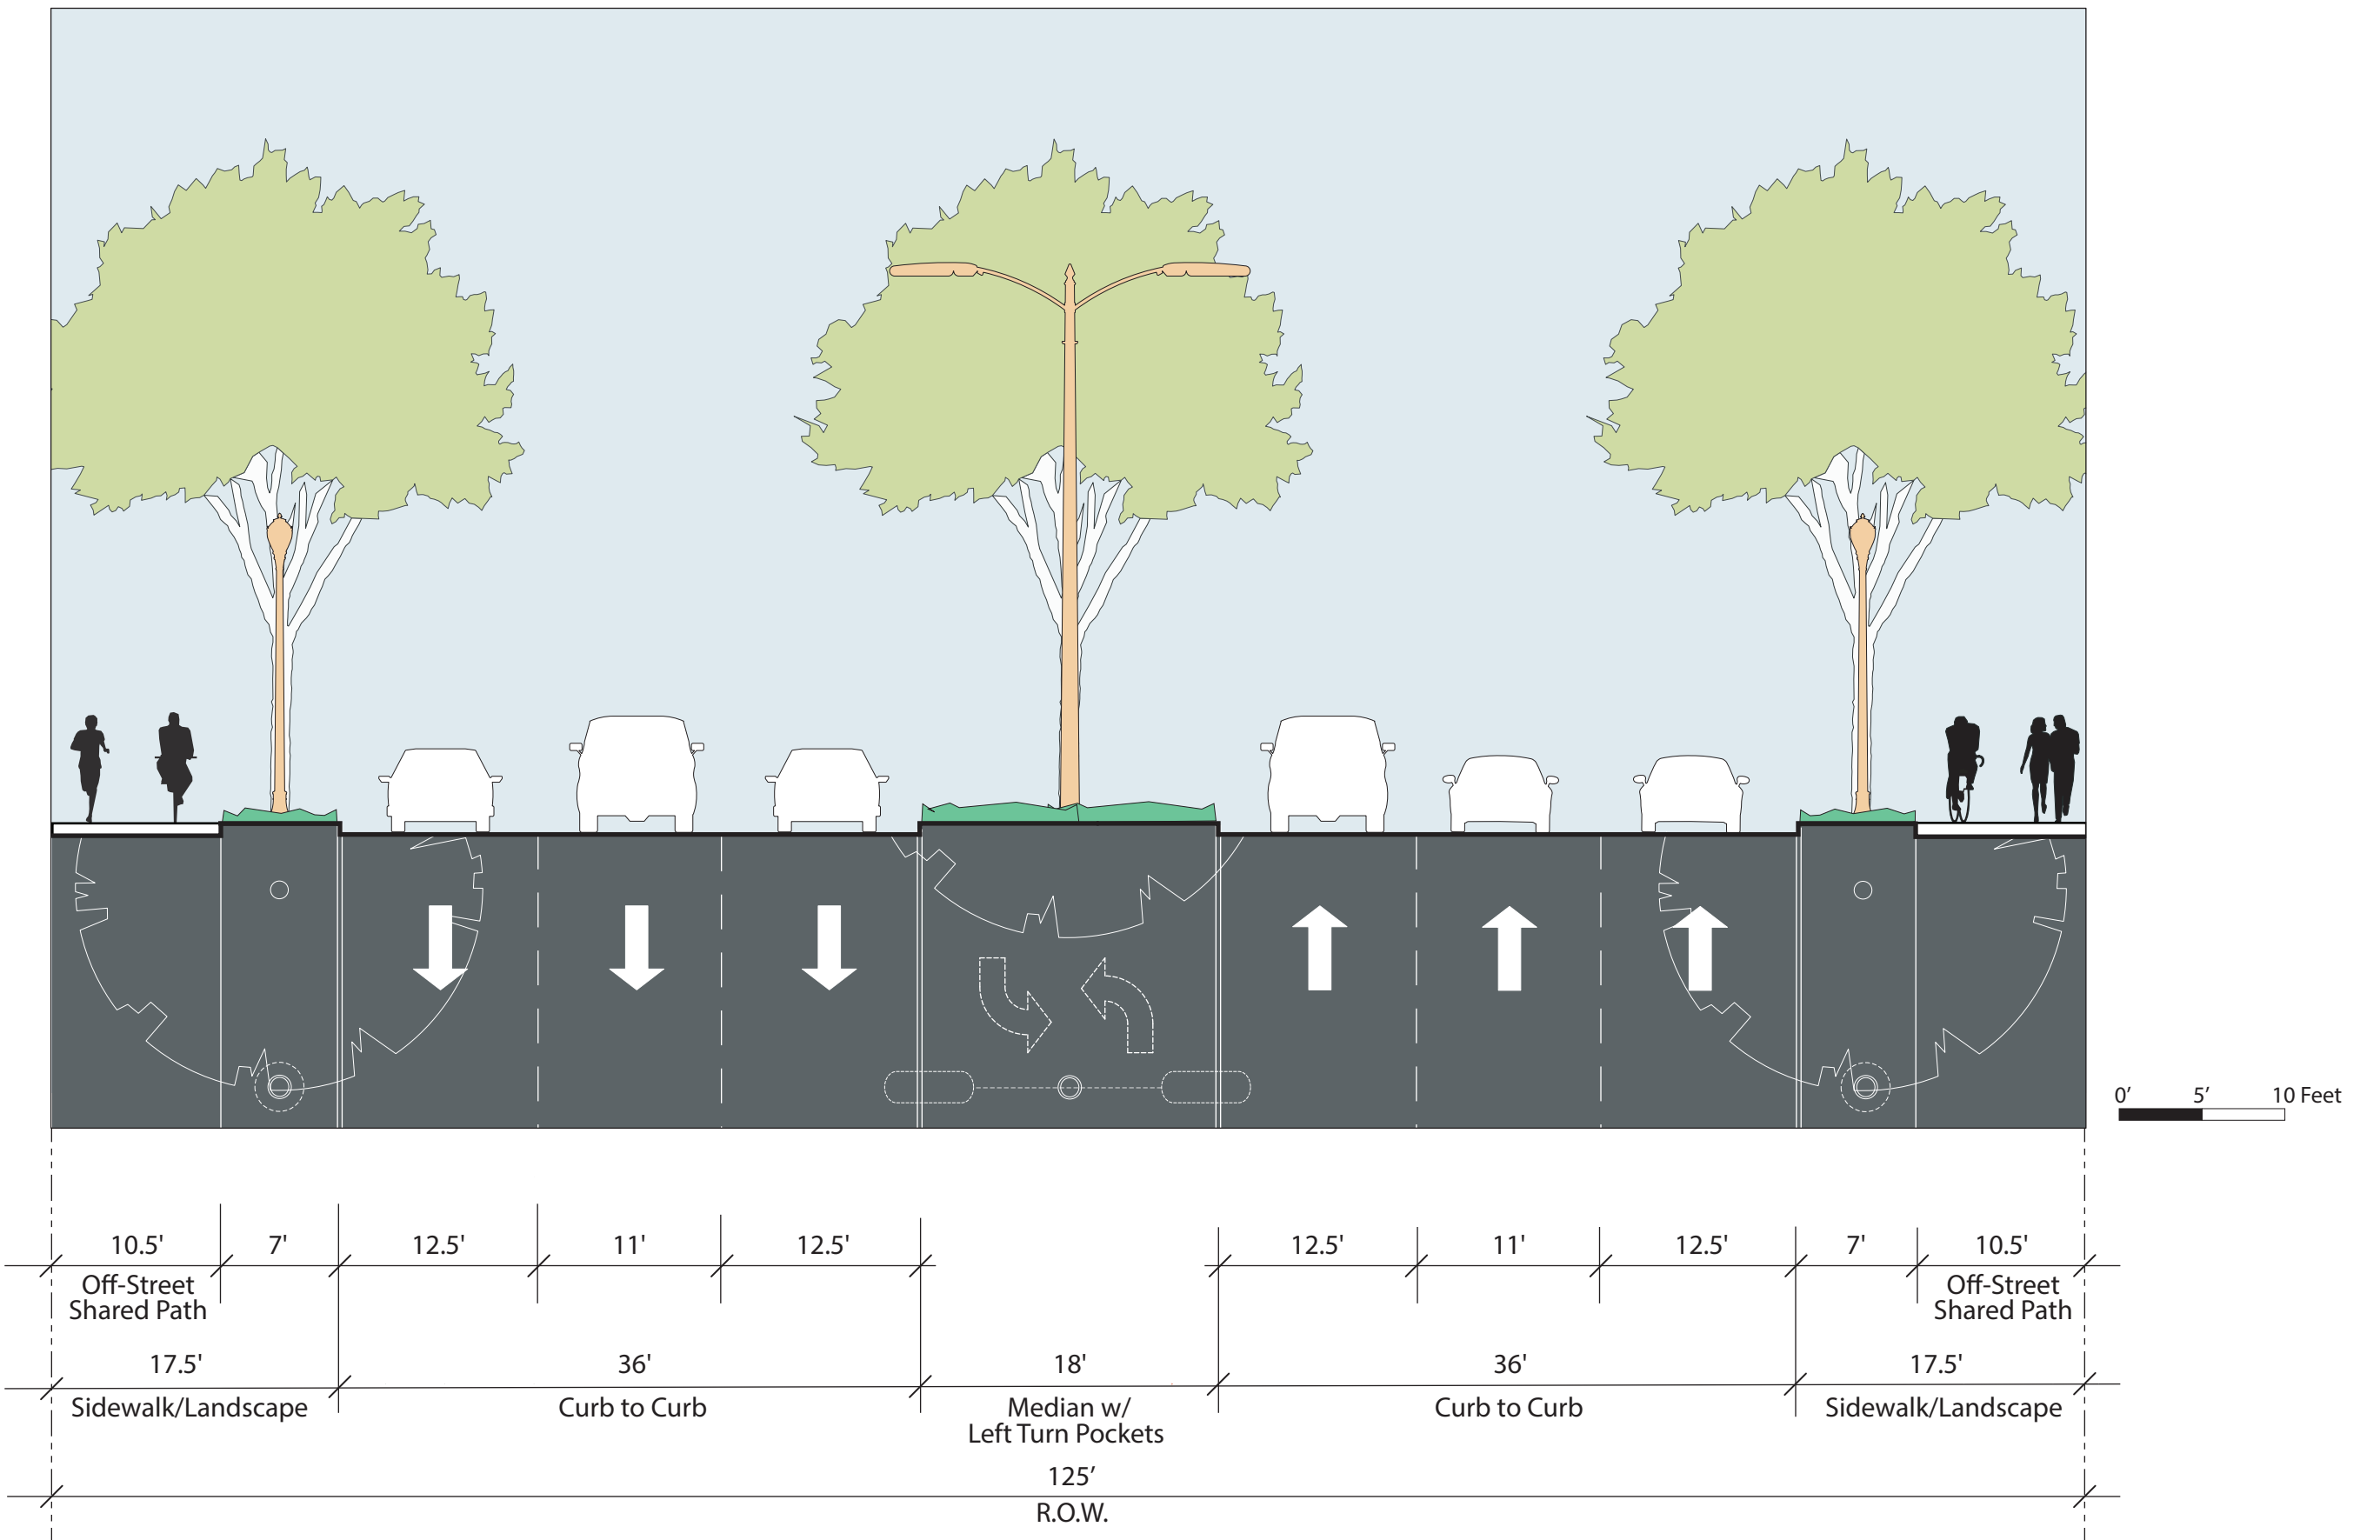 0′ 5′ 10 Feet
10.5' 7' 12.5' 11' 12.5' 12.5' 11' 12.5' 7' 10.5'
Off-Street Off-Street
Shared Path Shared Path
17.5' 36' 18' 36' 17.5'
Sidewalk/Landscape Curb to Curb Median w/ Curb to Curb Sidewalk/Landscape
Left Turn Pockets
125′
R.O.W.